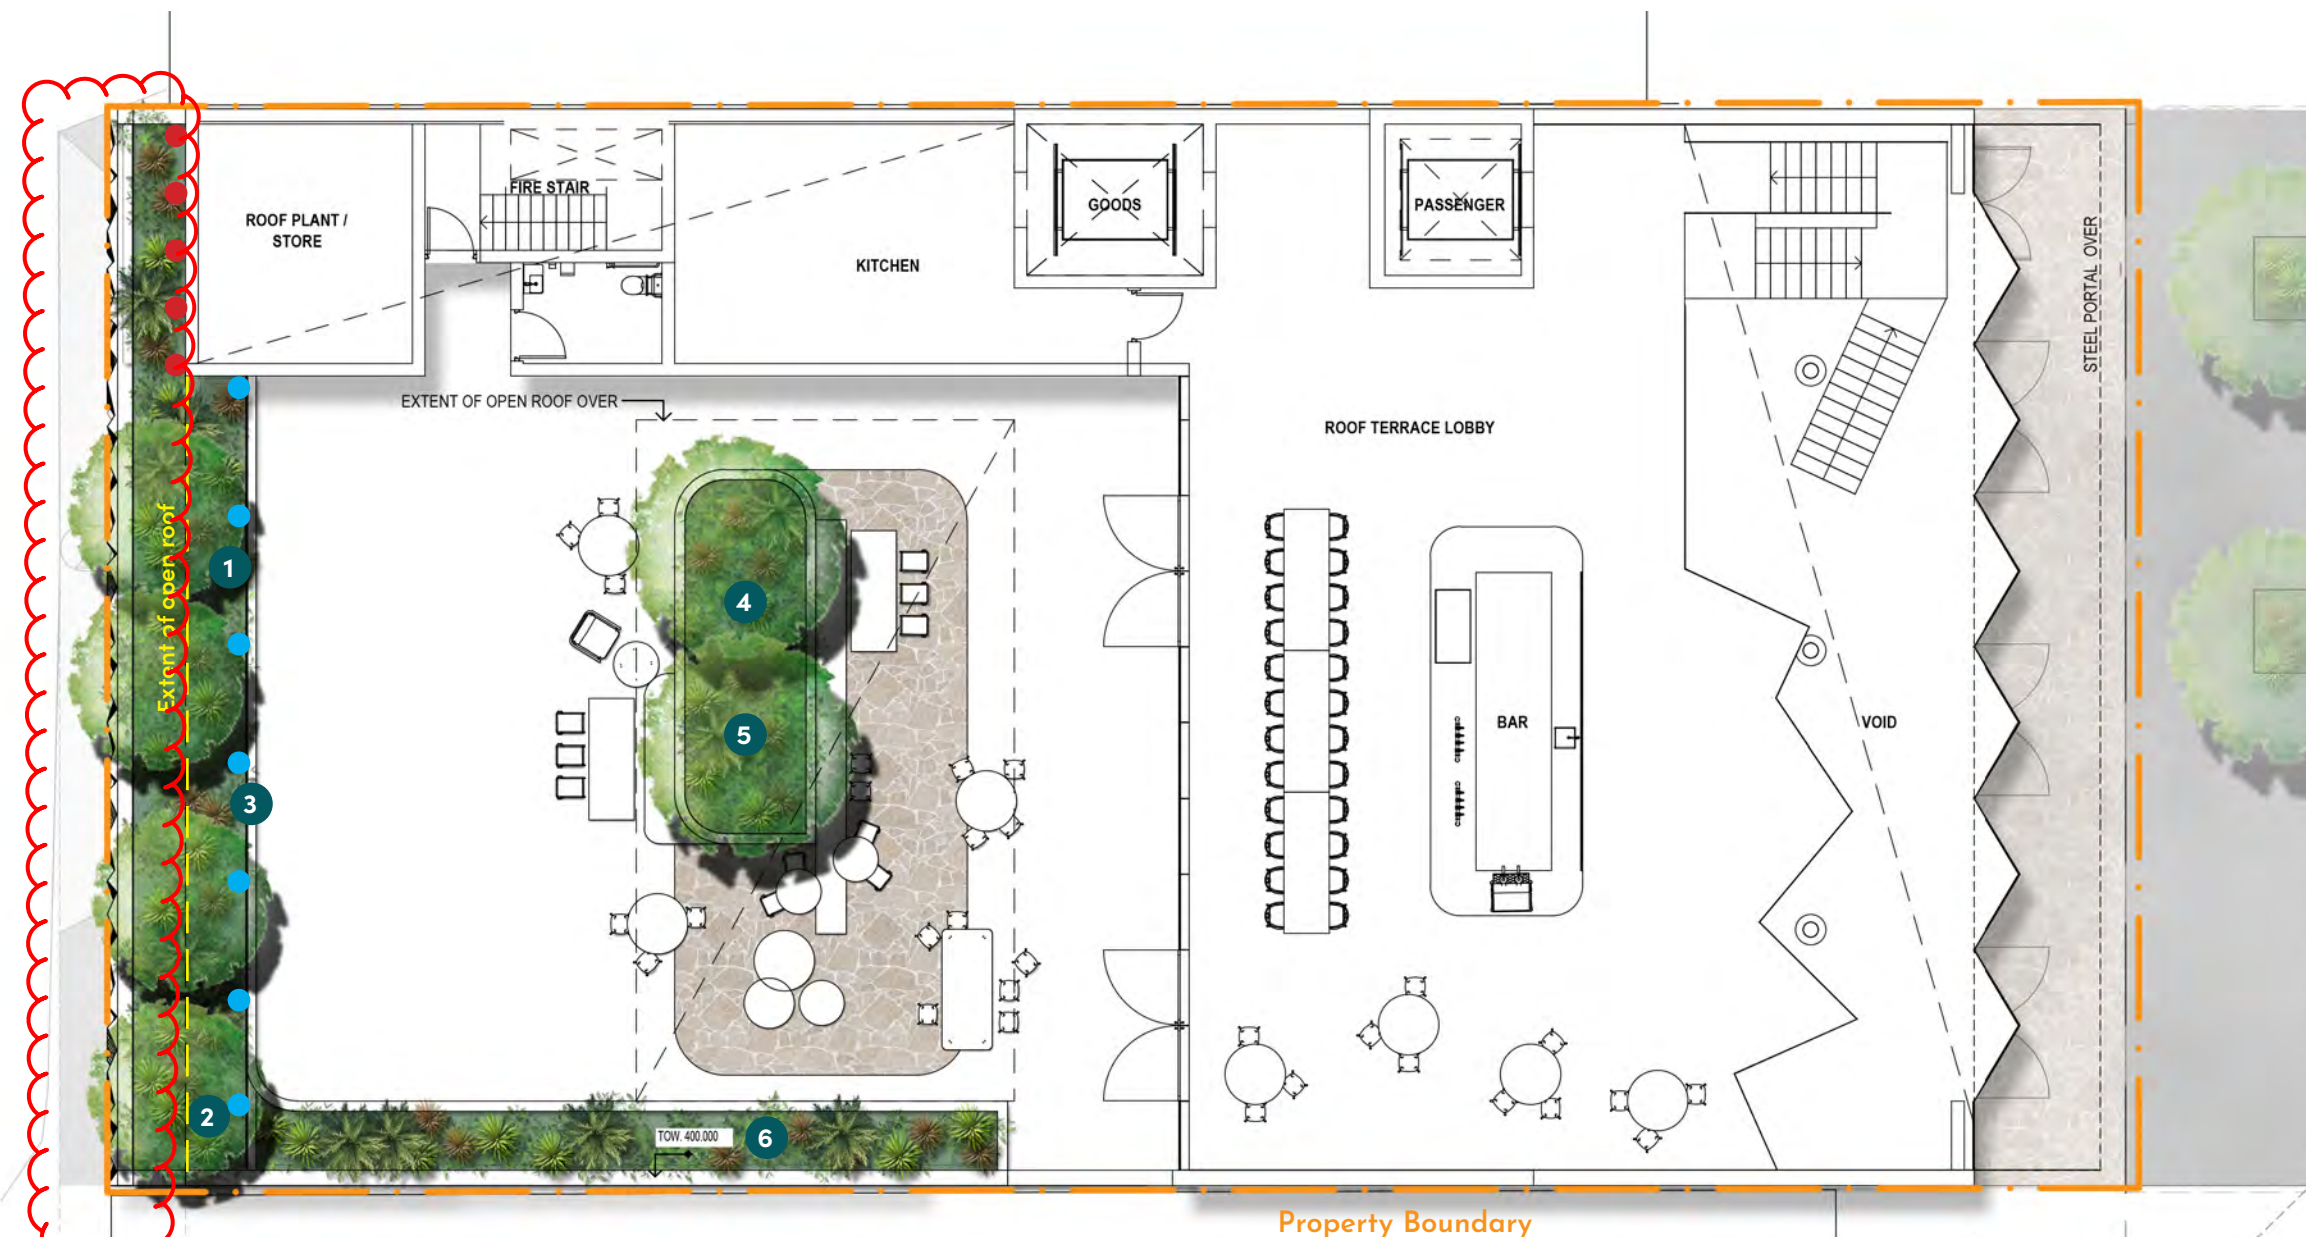 FIRE STAIR
ROOF PLANT /
STORE
GOODS
PASSENGER
KITCHEN
STEEL PORTAL OVER
EXTENT OF OPEN ROOF OVER
ROOF TERRACE LOBBY
Extent of open roof
1
4
5
BAR
VOID
3
2
TOW. 400.000
6
Property Boundary